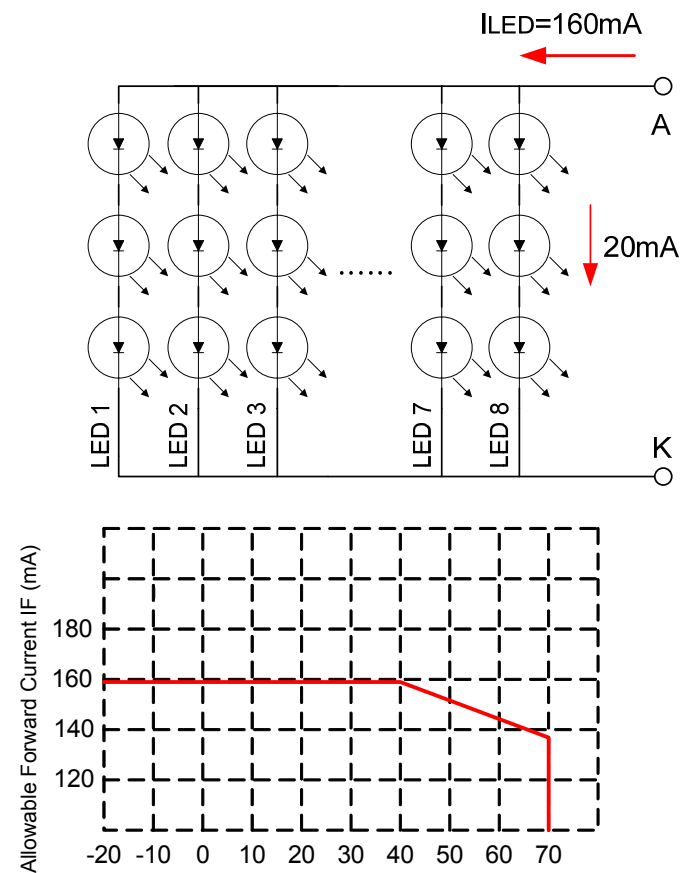 ILED=160mA
A
20mA
......
LED 1
LED 2
LED 3
LED 7
LED 8
K
Allowable Forward Current IF (mA)
180
160
140
120
-20 -10 0 10 20 30 40 50 60 70